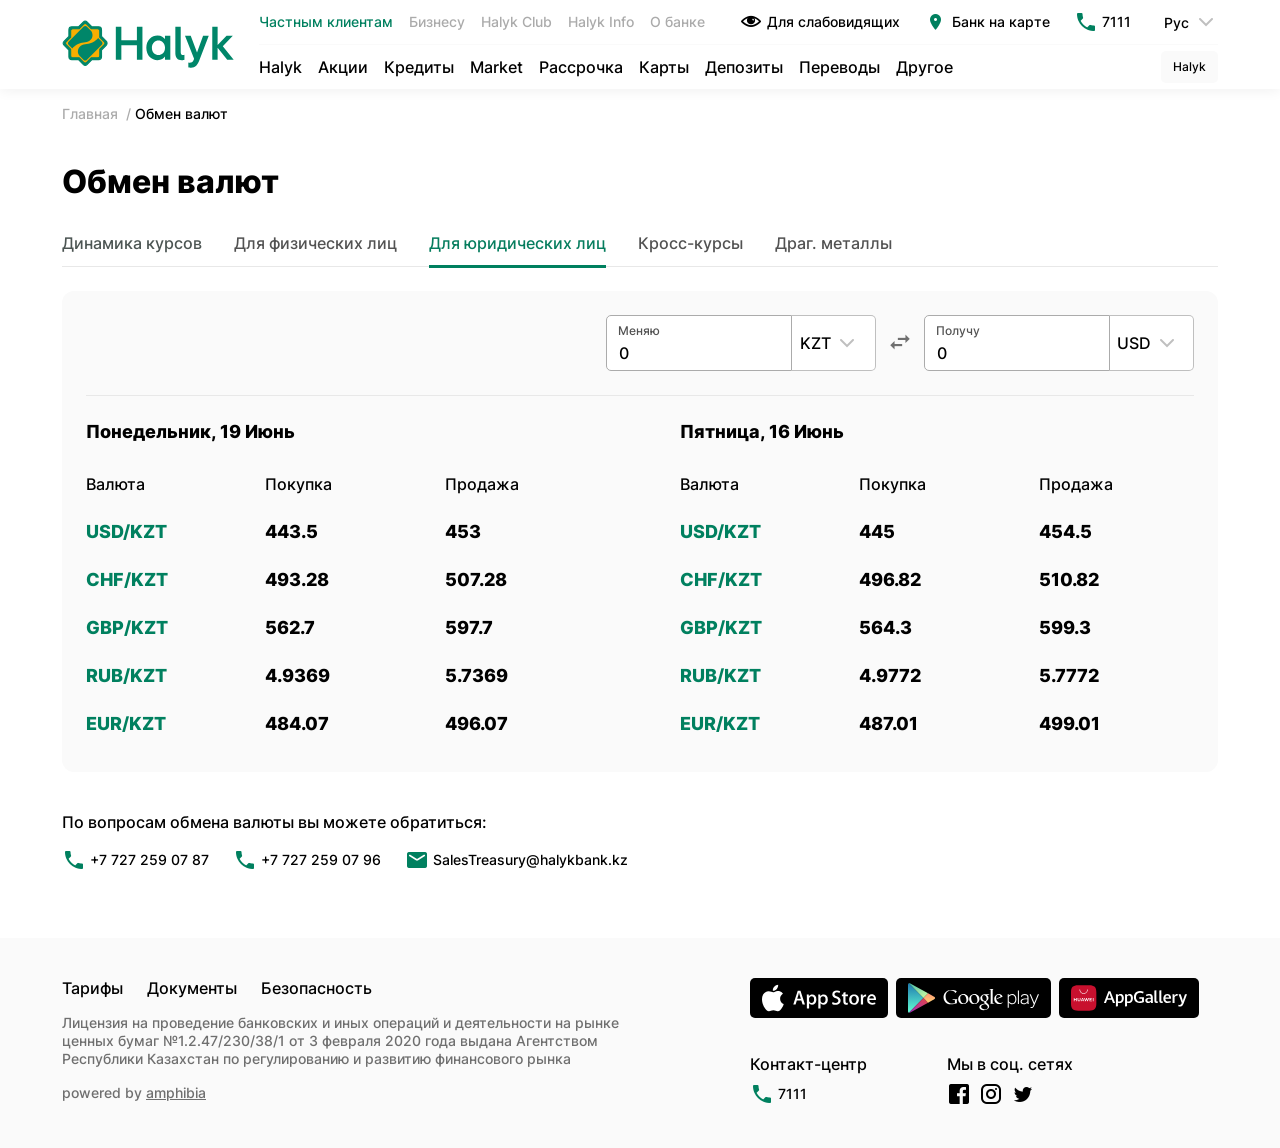 Halyk
Частным клиентам Бизнесу Halyk Club Halyk Info О банке Для слабовидящих Банк на карте 7111 Рус
Halyk Акции Кредиты Market Рассрочка Карты Депозиты Переводы Другое Halyk
Главная / Обмен валют
Обмен валют
Динамика курсов Для физических лиц Для юридических лиц Кросс-курсы Драг. металлы
Меняю Получу
0 KZT 0 USD
Понедельник, 19 Июнь Пятница, 16 Июнь
Валюта Покупка Продажа Валюта Покупка Продажа
USD/KZT 443.5 453 USD/KZT 445 454.5
CHF/KZT 493.28 507.28 CHF/KZT 496.82 510.82
GBP/KZT 562.7 597.7 GBP/KZT 564.3 599.3
RUB/KZT 4.9369 5.7369 RUB/KZT 4.9772 5.7772
EUR/KZT 484.07 496.07 EUR/KZT 487.01 499.01
По вопросам обмена валюты вы можете обратиться:
+7 727 259 07 87 +7 727 259 07 96 SalesTreasury@halykbank.kz
Тарифы Документы Безопасность
App Store Google play HUAWEI AppGallery
Лицензия на проведение банковских и иных операций и деятельности на рынке
ценных бумаг №1.2.47/230/38/1 от 3 февраля 2020 года выдана Агентством
Республики Казахстан по регулированию и развитию финансового рынка
Контакт-центр Мы в соц. сетях
powered by amphibia 7111